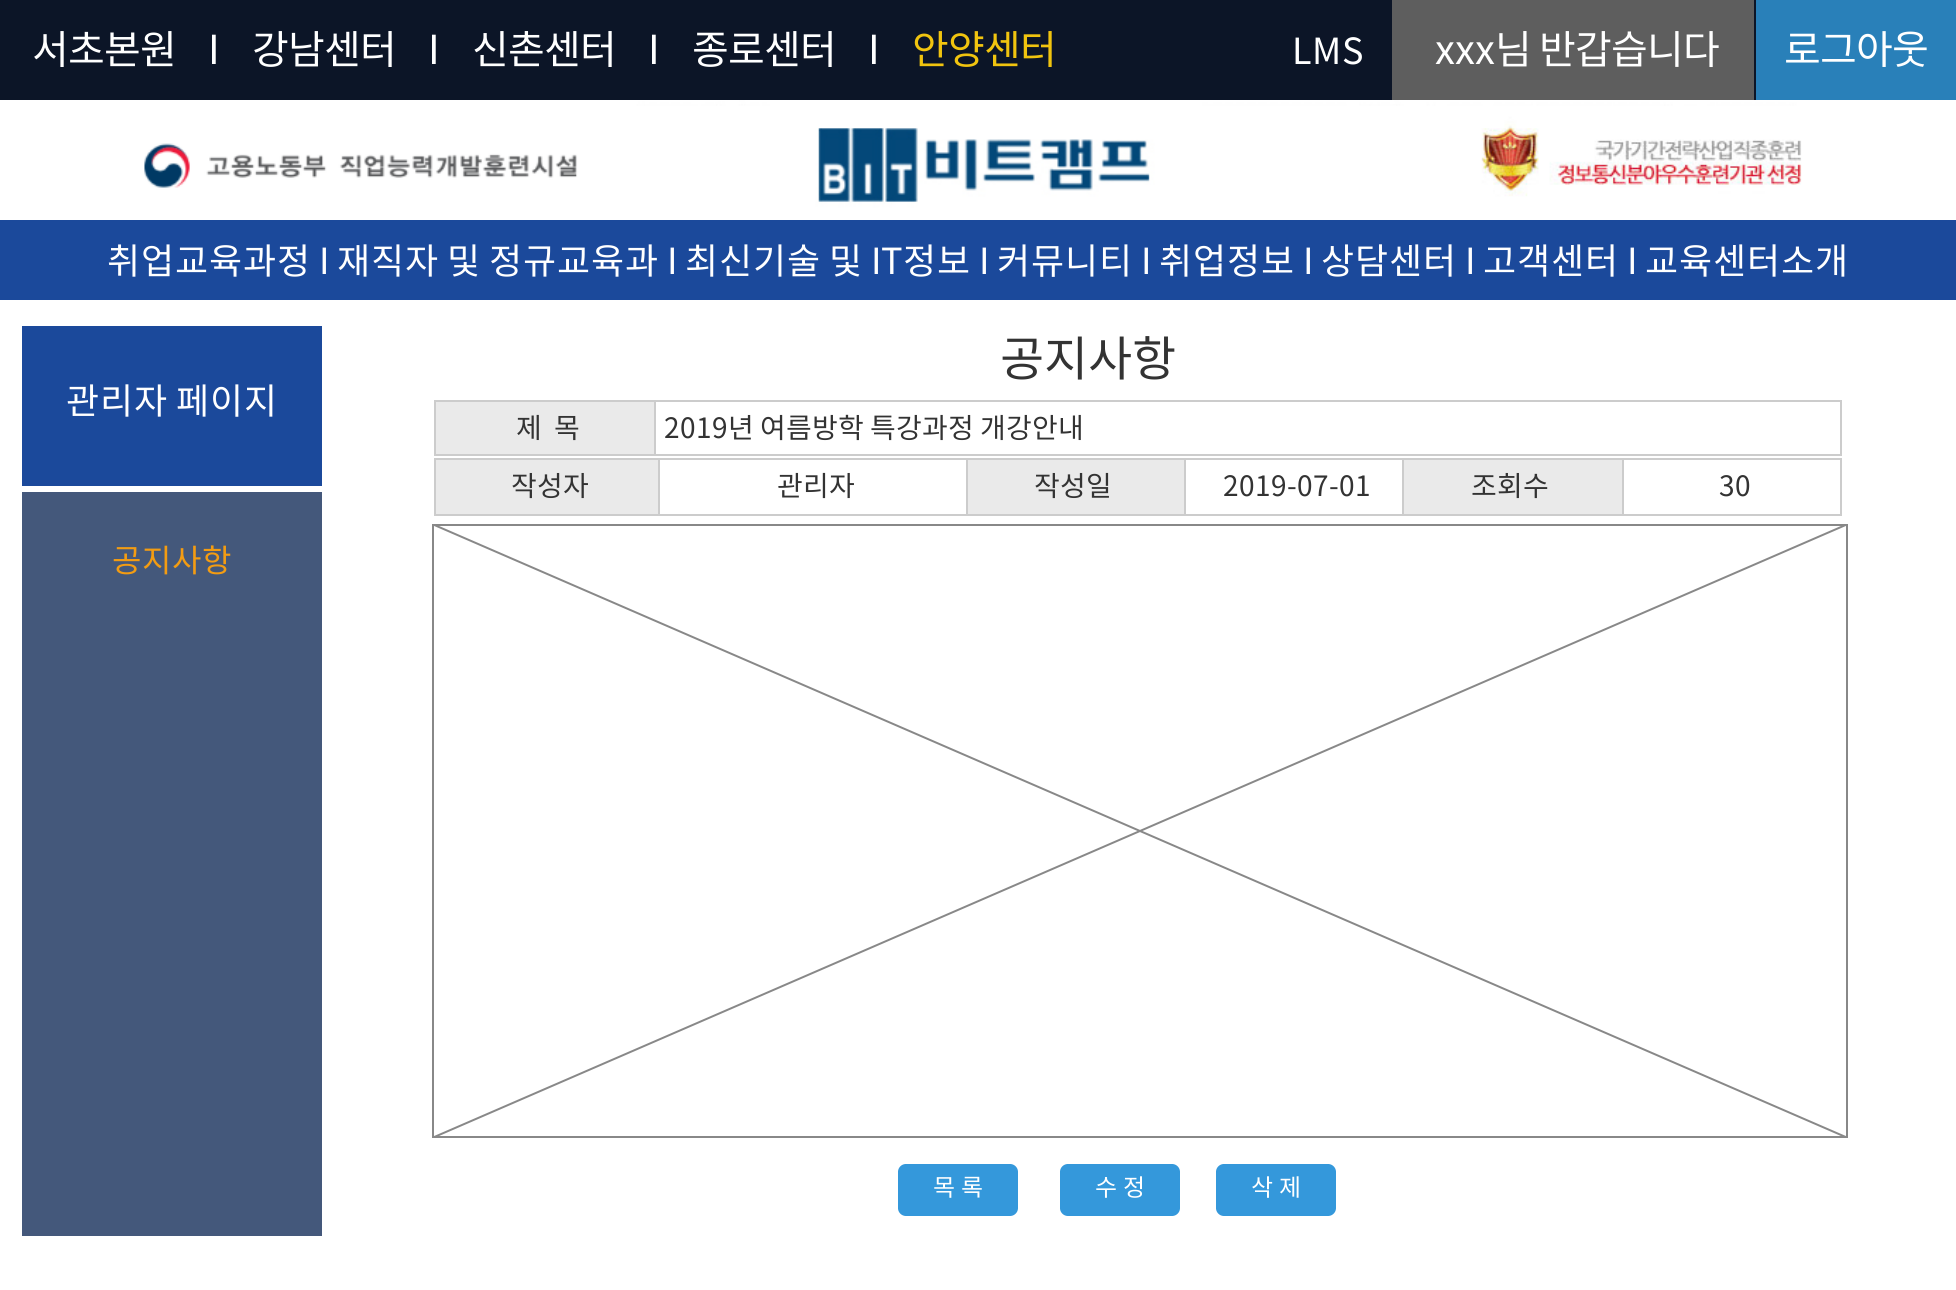 서초본원 I 강남센터 I 신촌센터 I 종로센터 I 안양센터 LMS xxx님 반갑습니다 로그아웃
고용노동부 직업능력개발훈련시설
BIT비트캠프
국가기간전략산업직종훈련
정보통신분야우수훈련기관 선정
취업교육과정 I 재직자 및 정규교육과 I 최신기술 및 IT정보 I 커뮤니티 I 취업정보 I 상담센터 I 고객센터 I 교육센터소개
관리자 페이지
공지사항
공지사항
제 목 2019년 여름방학 특강과정 개강안내
작성자 관리자 작성일 2019-07-01 조회수 30
목 록 수 정 삭 제